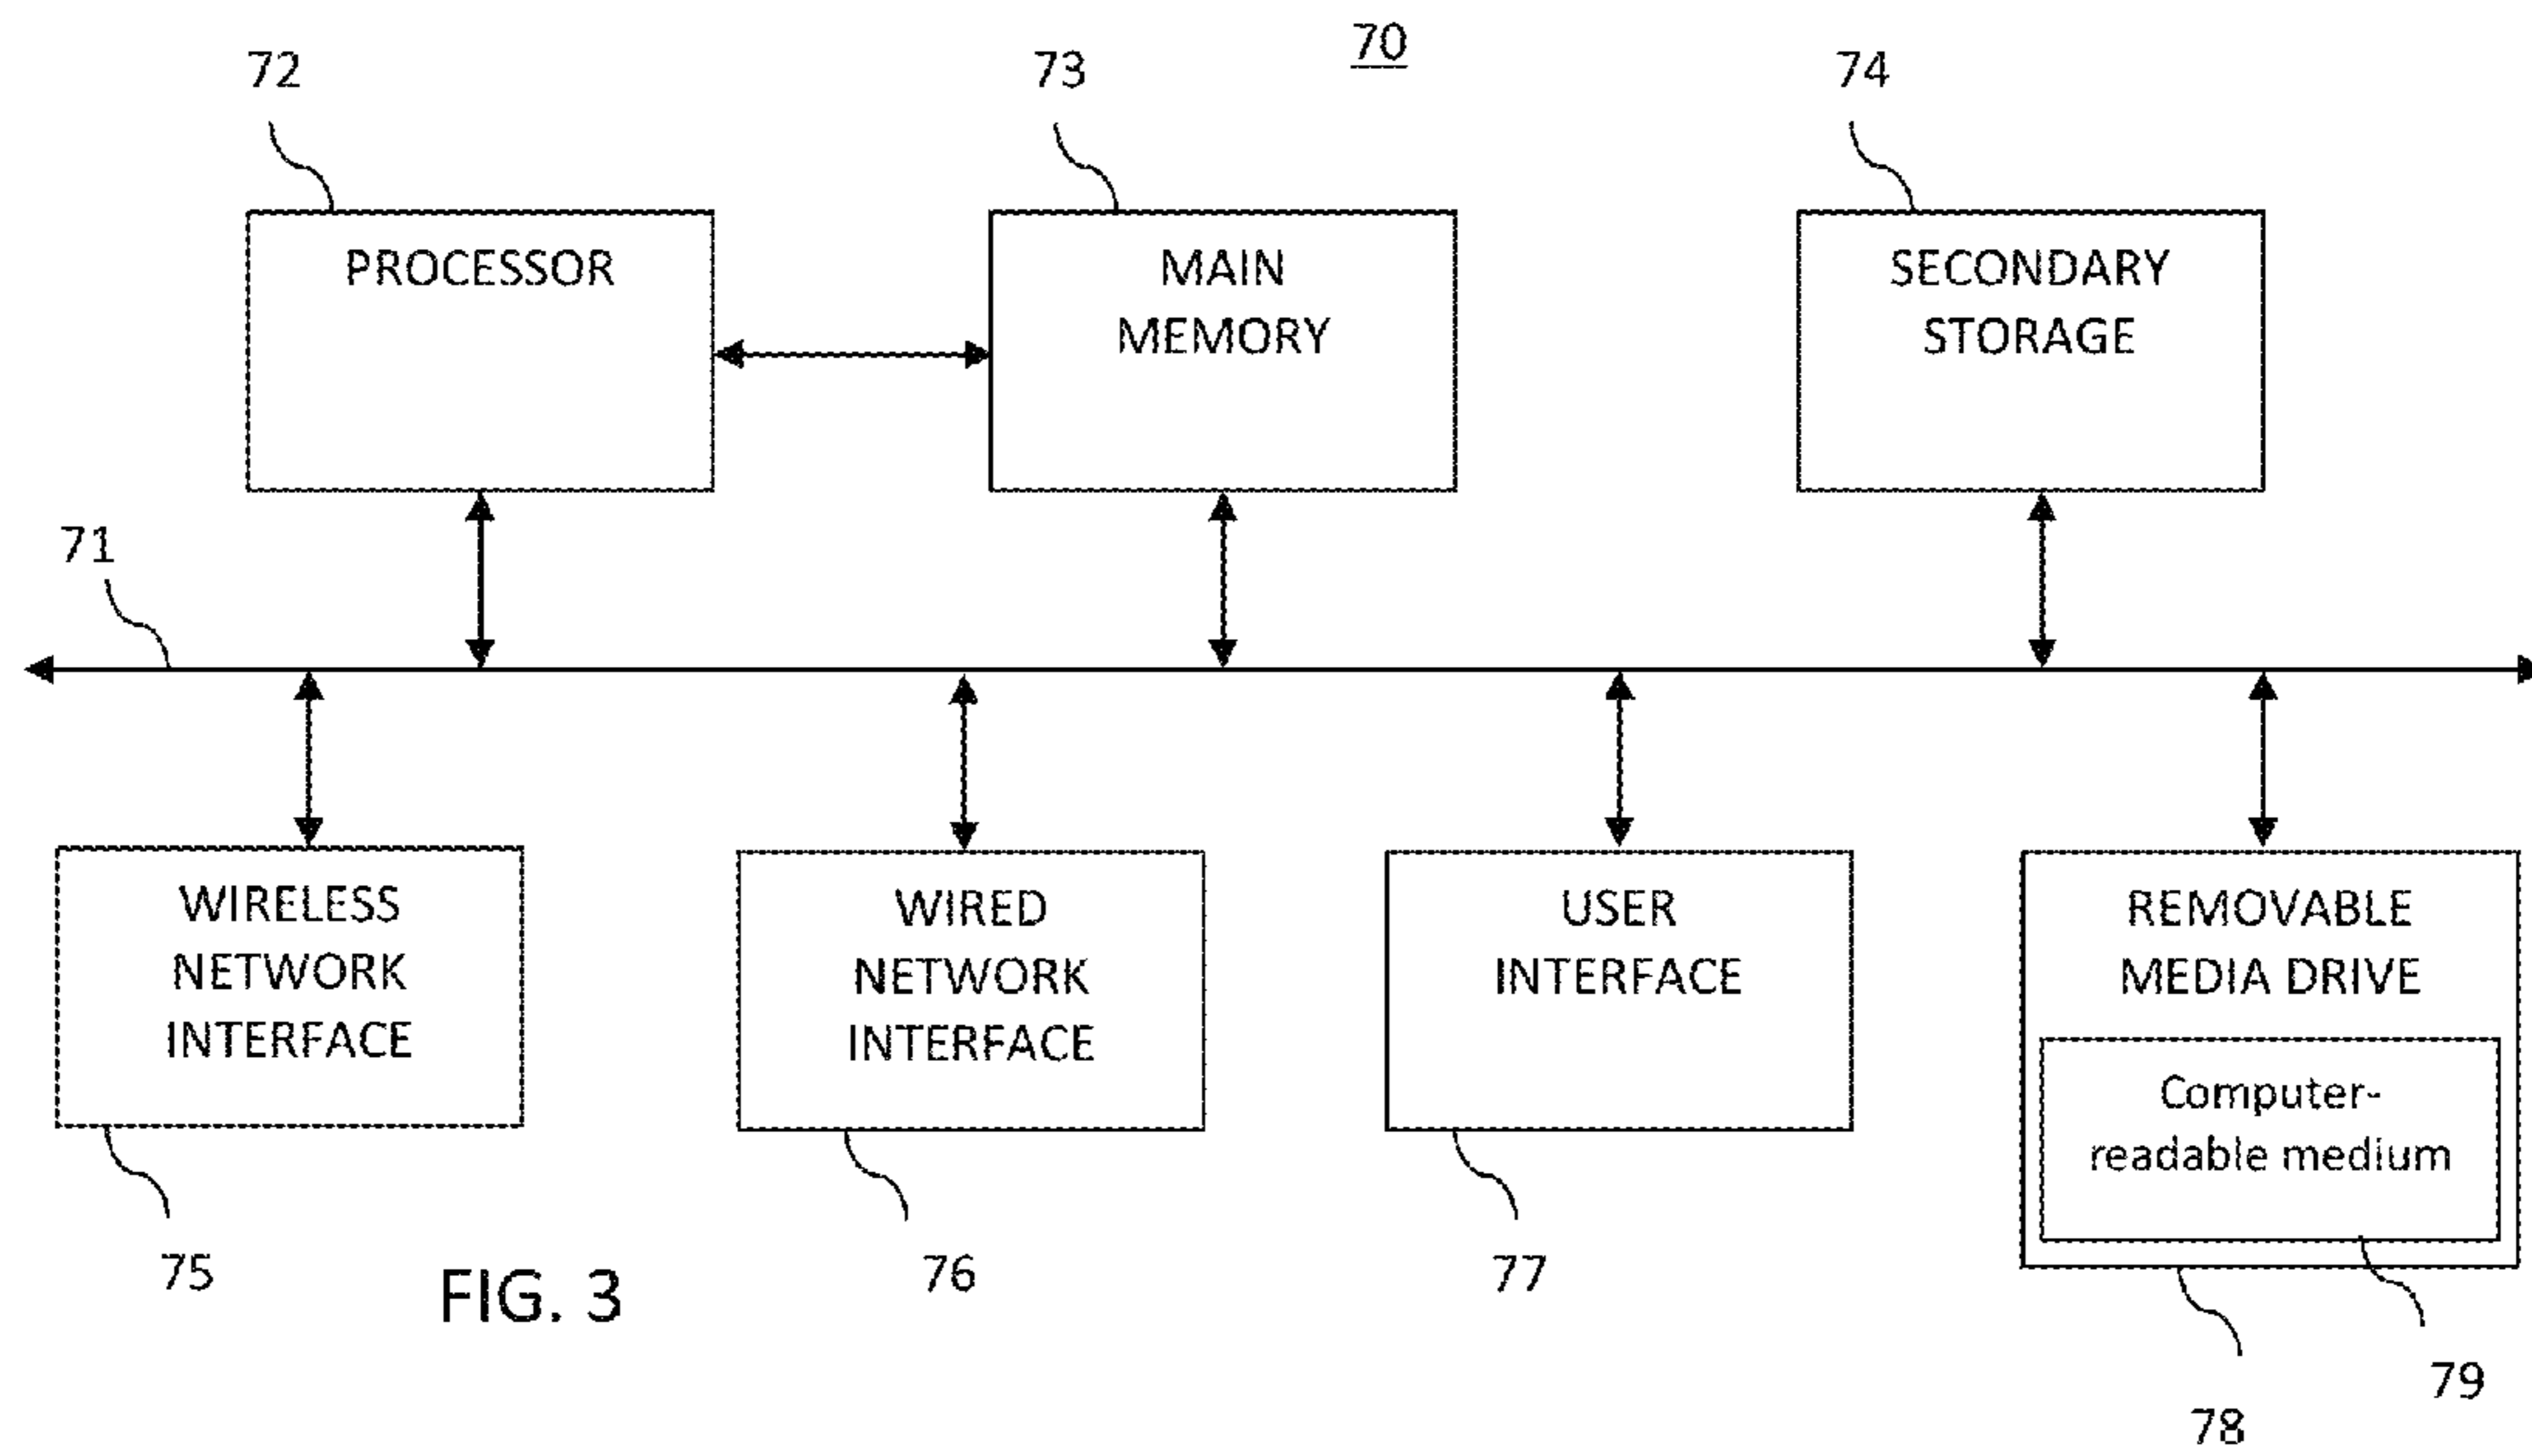 70
72
73
74
PROCESSOR
MAIN
MEMORY
SECONDARY
STORAGE
71
WIRELESS
NETWORK
INTERFACE
WIRED
NETWORK
INTERFACE
USER
INTERFACE
REMOVABLE
MEDIA DRIVE
Computer-
readable medium
75
76
77
78
79
FIG. 3